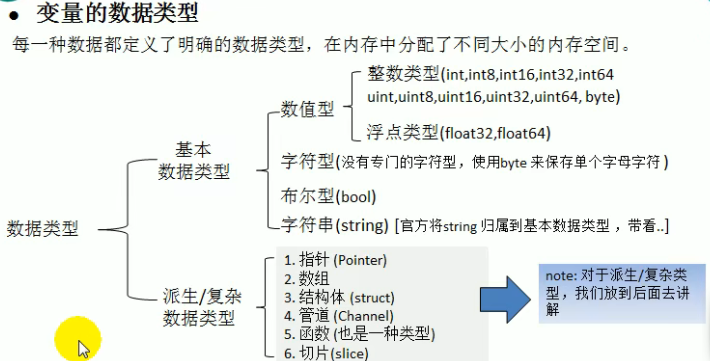 ● 变量的数据类型
每一种数据都定义了明确的数据类型，在内存中分配了不同大小的内存空间。
整数类型(int,int8,int16,int32,int64
uint,uint8,uint16,uint32,uint64, byte)
数值型
浮点类型(float32,float64)
基本
数据类型
字符型(没有专门的字符型，使用byte 来保存单个字母字符 )
布尔型(bool)
字符串(string) [官方将string 归属到基本数据类型 ，带看..]
数据类型
派生/复杂
数据类型
1. 指针 (Pointer)
2. 数组
3. 结构体 (struct)
4. 管道 (Channel)
5. 函数 (也是一种类型)
6. 切片(slice)
note: 对于派生/复杂类
型，我们放到后面去讲
解